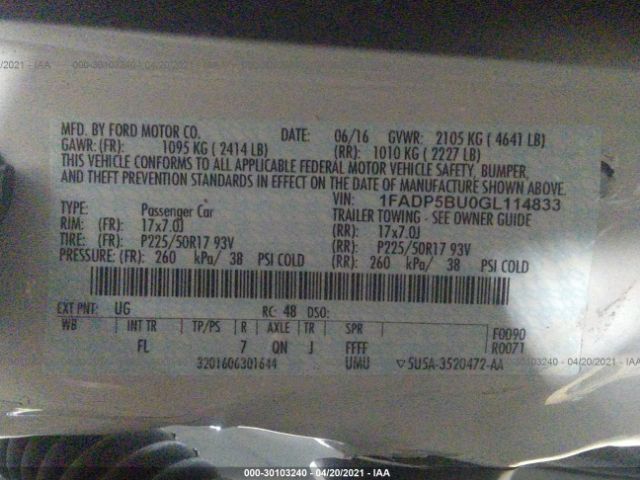 000-30103240 - 04/20/2021 - IAA
MFD. BY FORD MOTOR CO. DATE: 06/16 GVWR: 2105 KG ( 4641 LB)
GAWR: (FR): 1095 KG ( 2414 LB) (RR): 1010 KG ( 2227 LB)
THIS VEHICLE CONFORMS TO ALL APPLICABLE FEDERAL MOTOR VEHICLE SAFETY, BUMPER,
AND THEFT PREVENTION STANDARDS IN EFFECT ON THE DATE OF MANUFACTURE SHOWN ABOVE.
VIN: 1FADP5BU0GL114833
TYPE: Passenger Car TRAILER TOWING - SEE OWNER GUIDE
RIM: (FR): 17x7.0J (RR): 17x7.0J
TIRE: (FR): P225/50R17 93V (RR): P225/50R17 93V
PRESSURE: (FR): 260 kPa/ 38 PSI COLD (RR): 260 kPa/ 38 PSI COLD
EXT PNT: UG RC: 48 DSO:
WB INT TR TP/PS R AXLE TR SPR F0090
FL 7 QN J FFFF R0071
3201606301644 UMU ▽5U5A-3520472-AA
000-30103240 - 04/20/2021 - IAA